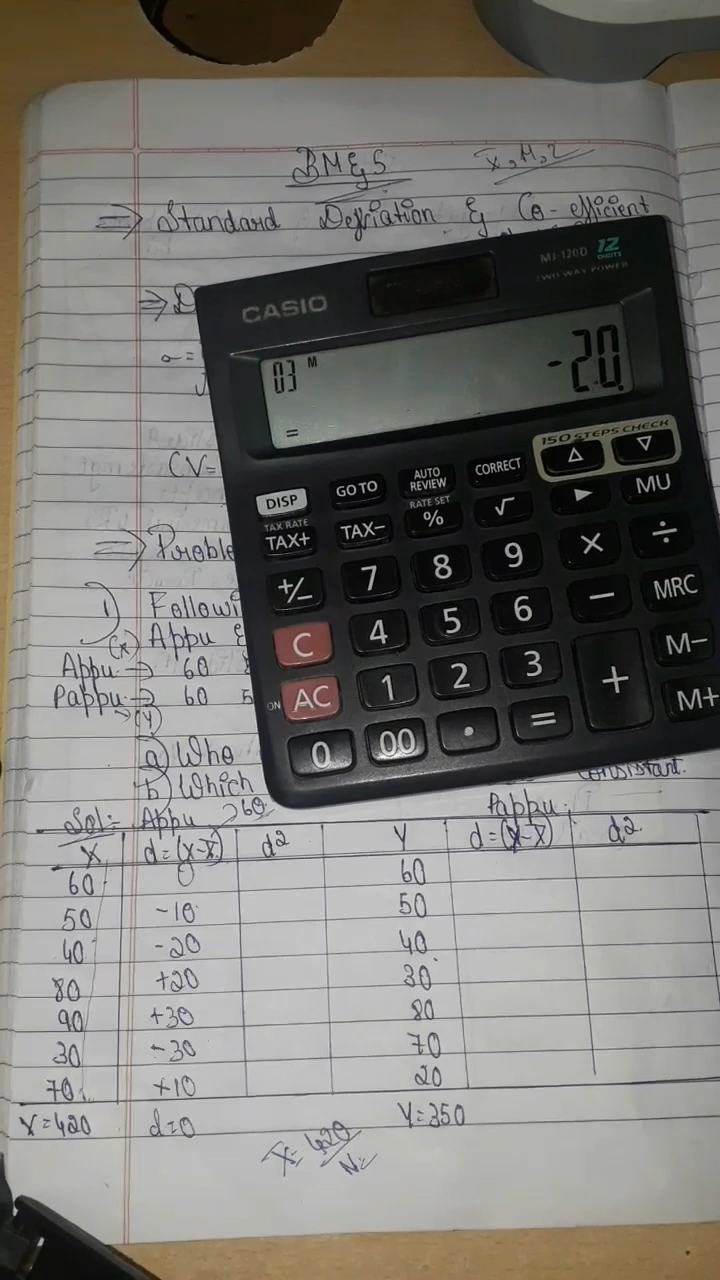 BM&S
x̄, M, Z
=> Standard Deviation & Co-efficient
=> D
CASIO
MJ-120D 12 DIGITS
TWO WAY POWER
03 M -20.
=
σ =
CV=
150 STEPS CHECK
DISP GO TO AUTO REVIEW CORRECT △ ▽
TAX RATE RATE SET
TAX+ TAX− % √ ► MU
+/− 7 8 9 × ÷
C 4 5 6 − MRC
ON AC 1 2 3 + M−
0 00 • = M+
=> Proble
1) Followi
(x) Appu &
Appu -> 60
Pappu -> 60 5
->(Y)
a) Who
b) Which consistant.
Sol:- Appu ->60 Pappu
X d=(x-x̄) d² Y d=(x-x̄) d²
60 0 60
50 -10 50
40 -20 40
80 +20 30
90 +30 80
30 -30 70
70 +10 20
X=420 d=0 Y=350
x̄= 420
N=